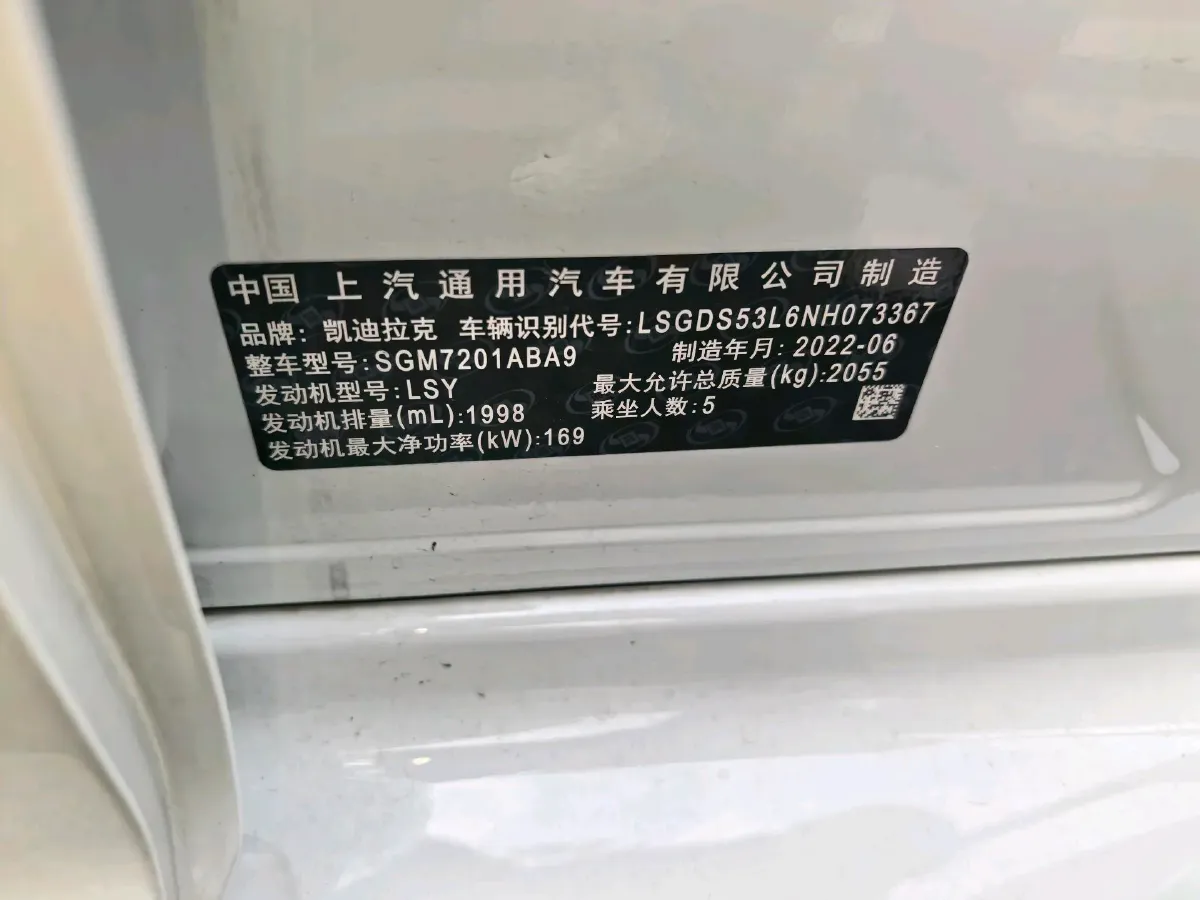 中国 上汽通用汽车有限公司制造
品牌: 凯迪拉克 车辆识别代号:LSGDS53L6NH073367
整车型号:SGM7201ABA9 制造年月: 2022-06
发动机型号:LSY 最大允许总质量(kg):2055
发动机排量(mL):1998 乘坐人数:5
发动机最大净功率(kW):169